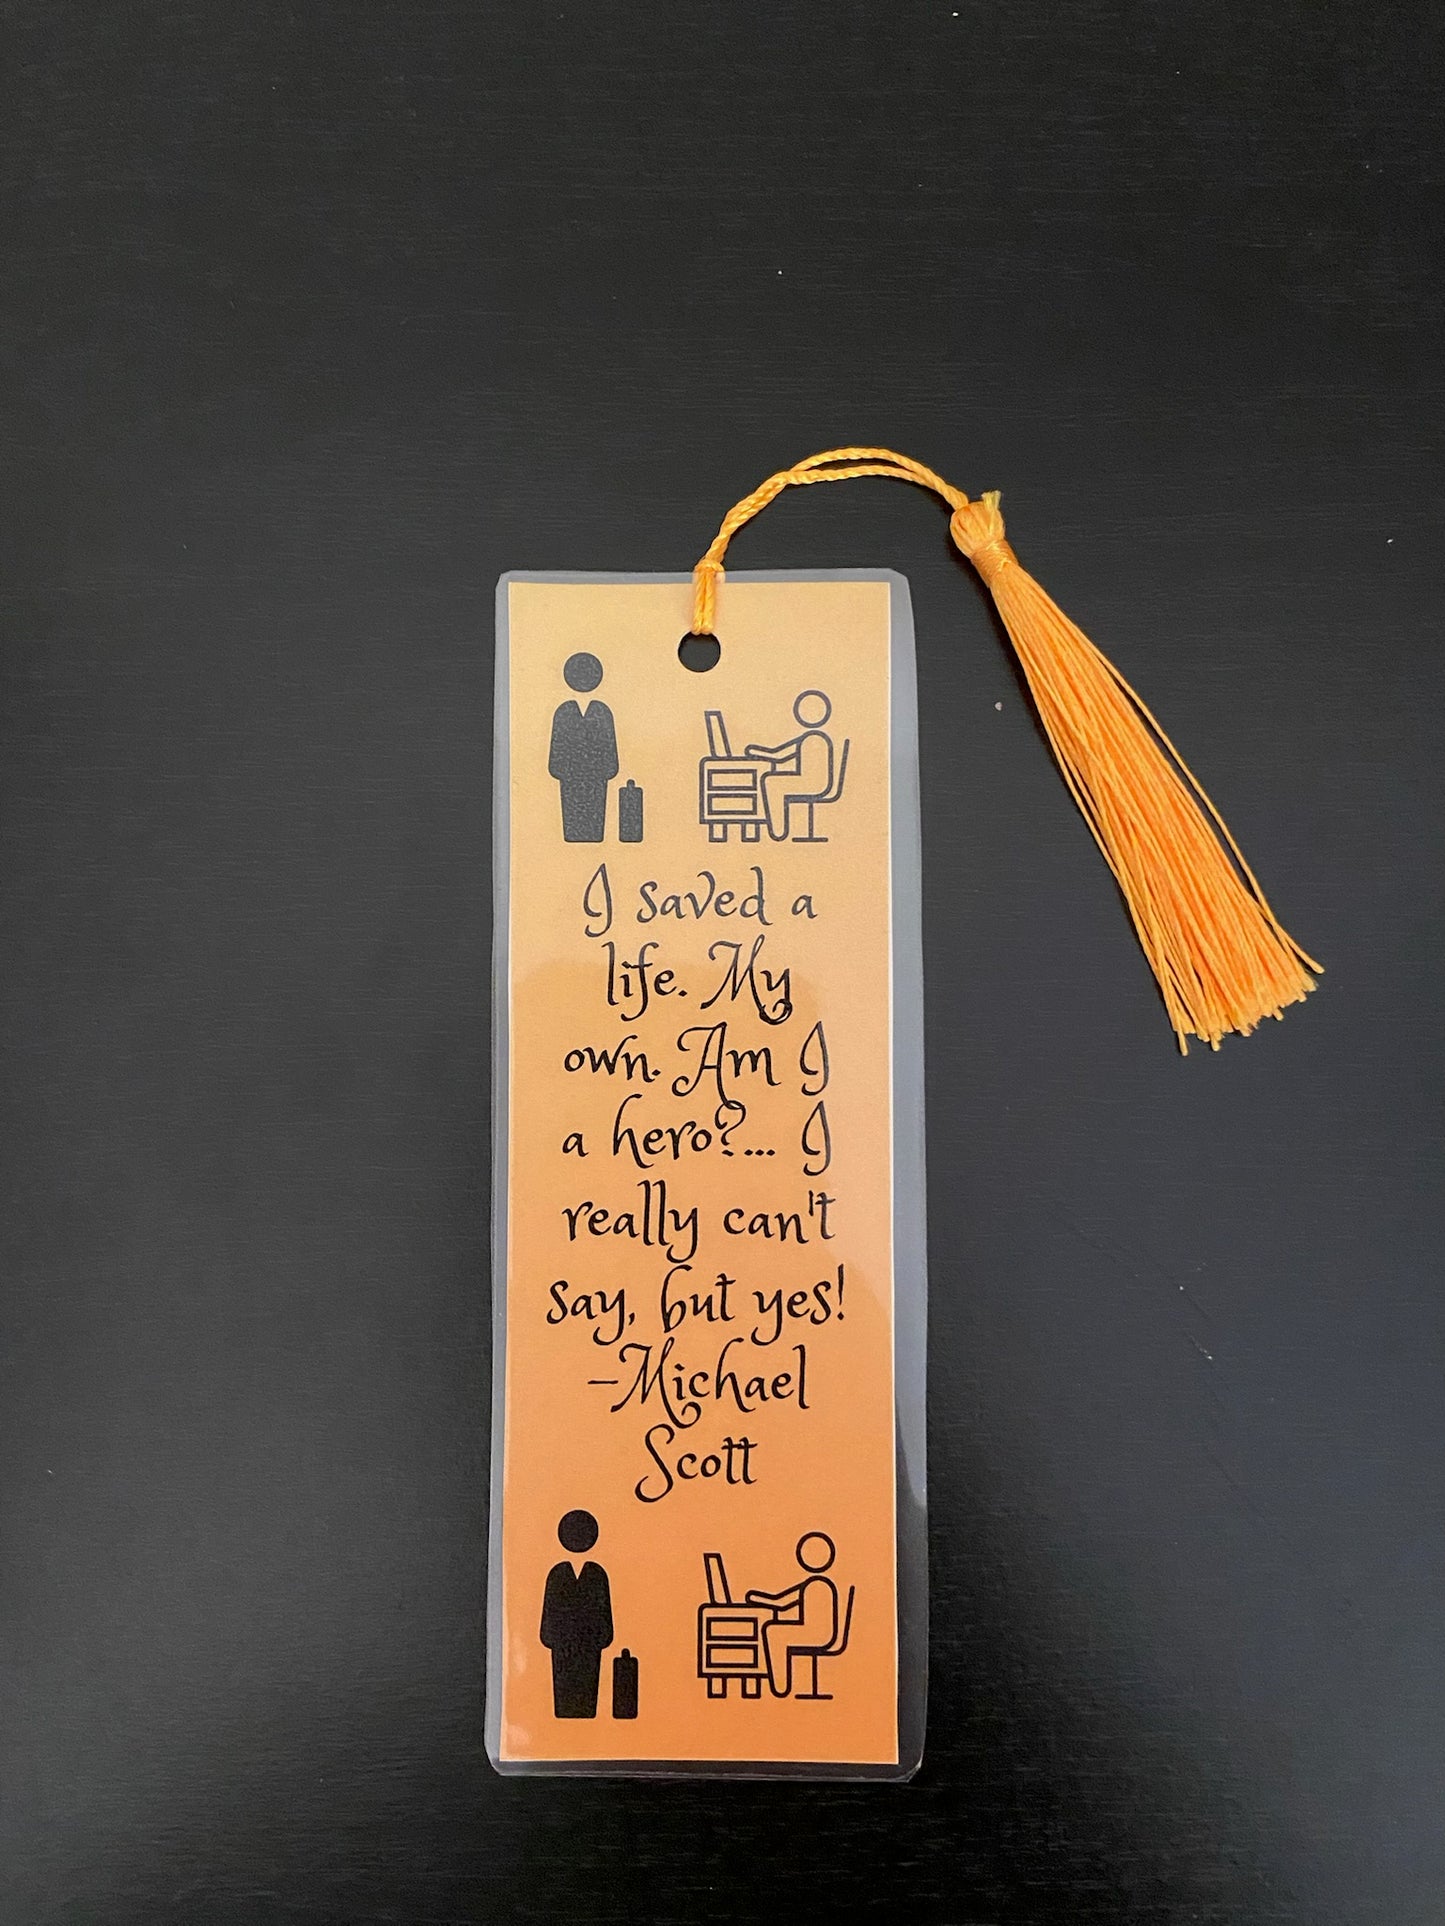 I saved a
life. My
own. Am I
a hero?... I
really can't
say, but yes!
-Michael
Scott